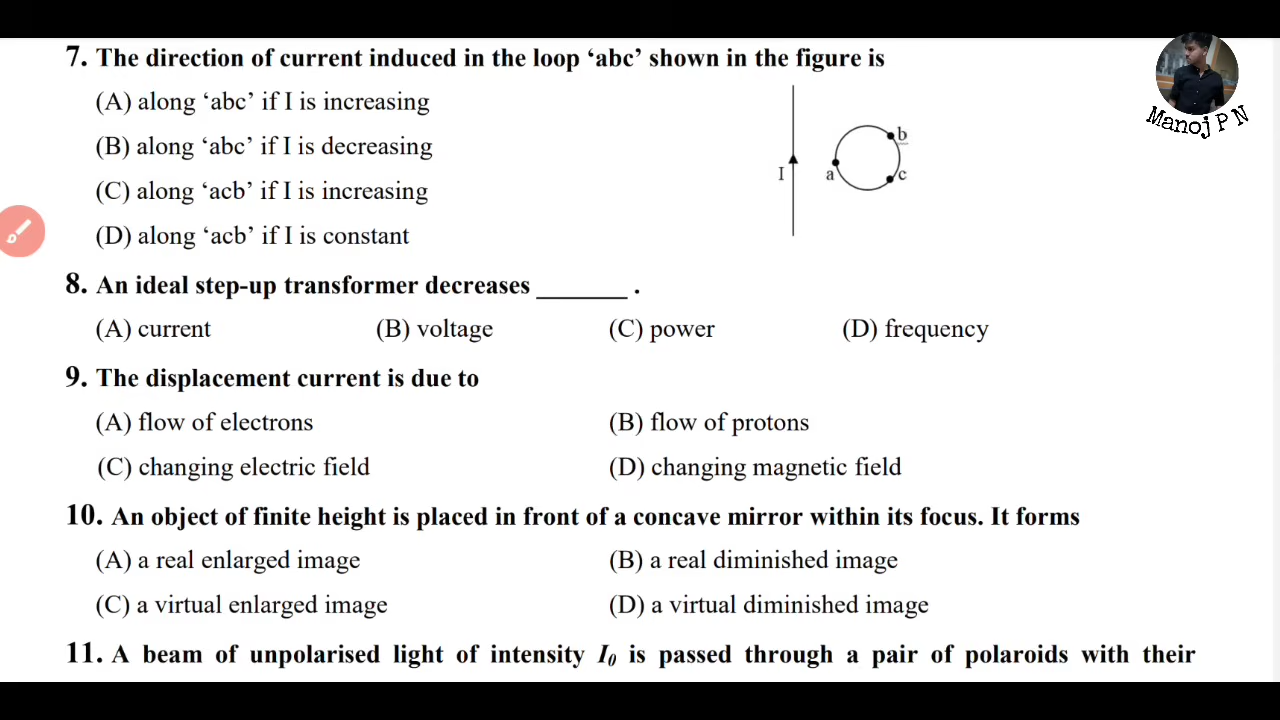 7. The direction of current induced in the loop ‘abc’ shown in the figure is
(A) along ‘abc’ if I is increasing
(B) along ‘abc’ if I is decreasing
(C) along ‘acb’ if I is increasing
(D) along ‘acb’ if I is constant
I
a
b
c
Manoj P N
8. An ideal step-up transformer decreases _______ .
(A) current (B) voltage (C) power (D) frequency
9. The displacement current is due to
(A) flow of electrons (B) flow of protons
(C) changing electric field (D) changing magnetic field
10. An object of finite height is placed in front of a concave mirror within its focus. It forms
(A) a real enlarged image (B) a real diminished image
(C) a virtual enlarged image (D) a virtual diminished image
11. A beam of unpolarised light of intensity I₀ is passed through a pair of polaroids with their